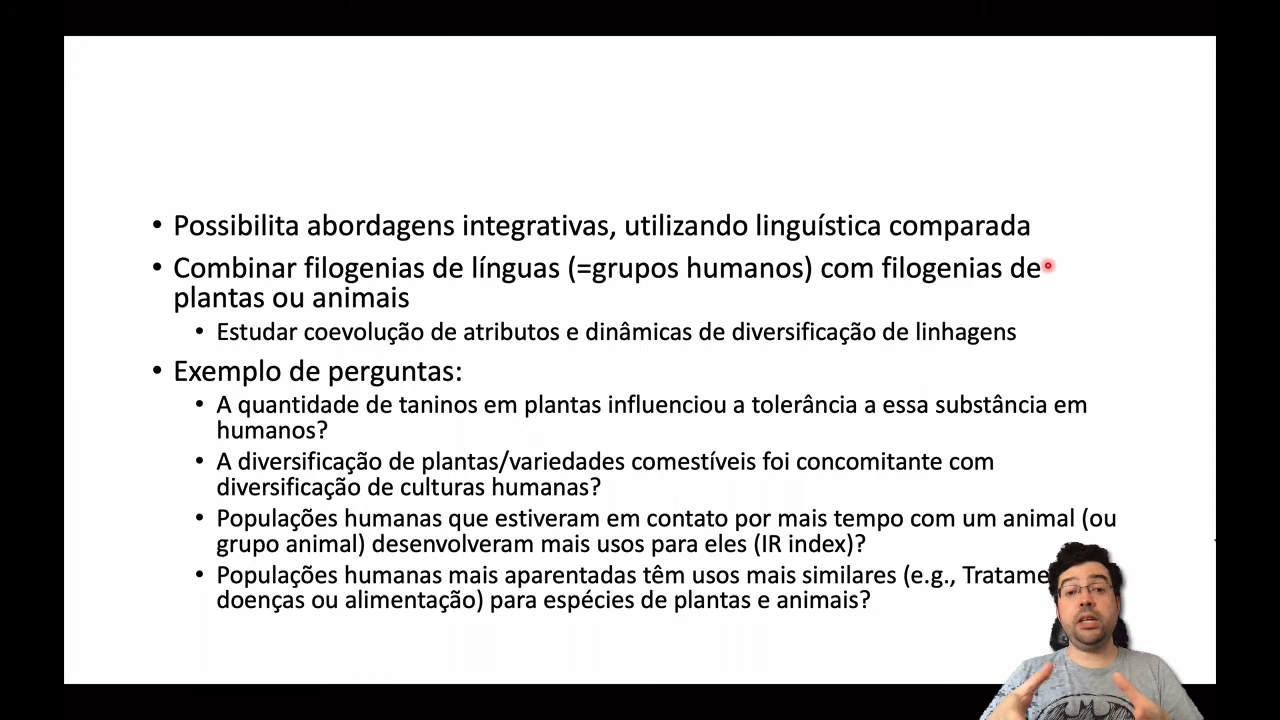 • Possibilita abordagens integrativas, utilizando linguística comparada
• Combinar filogenias de línguas (=grupos humanos) com filogenias de
plantas ou animais
• Estudar coevolução de atributos e dinâmicas de diversificação de linhagens
• Exemplo de perguntas:
• A quantidade de taninos em plantas influenciou a tolerância a essa substância em
humanos?
• A diversificação de plantas/variedades comestíveis foi concomitante com
diversificação de culturas humanas?
• Populações humanas que estiveram em contato por mais tempo com um animal (ou
grupo animal) desenvolveram mais usos para eles (IR index)?
• Populações humanas mais aparentadas têm usos mais similares (e.g.,
doenças ou alimentação) para espécies de plantas e animais?